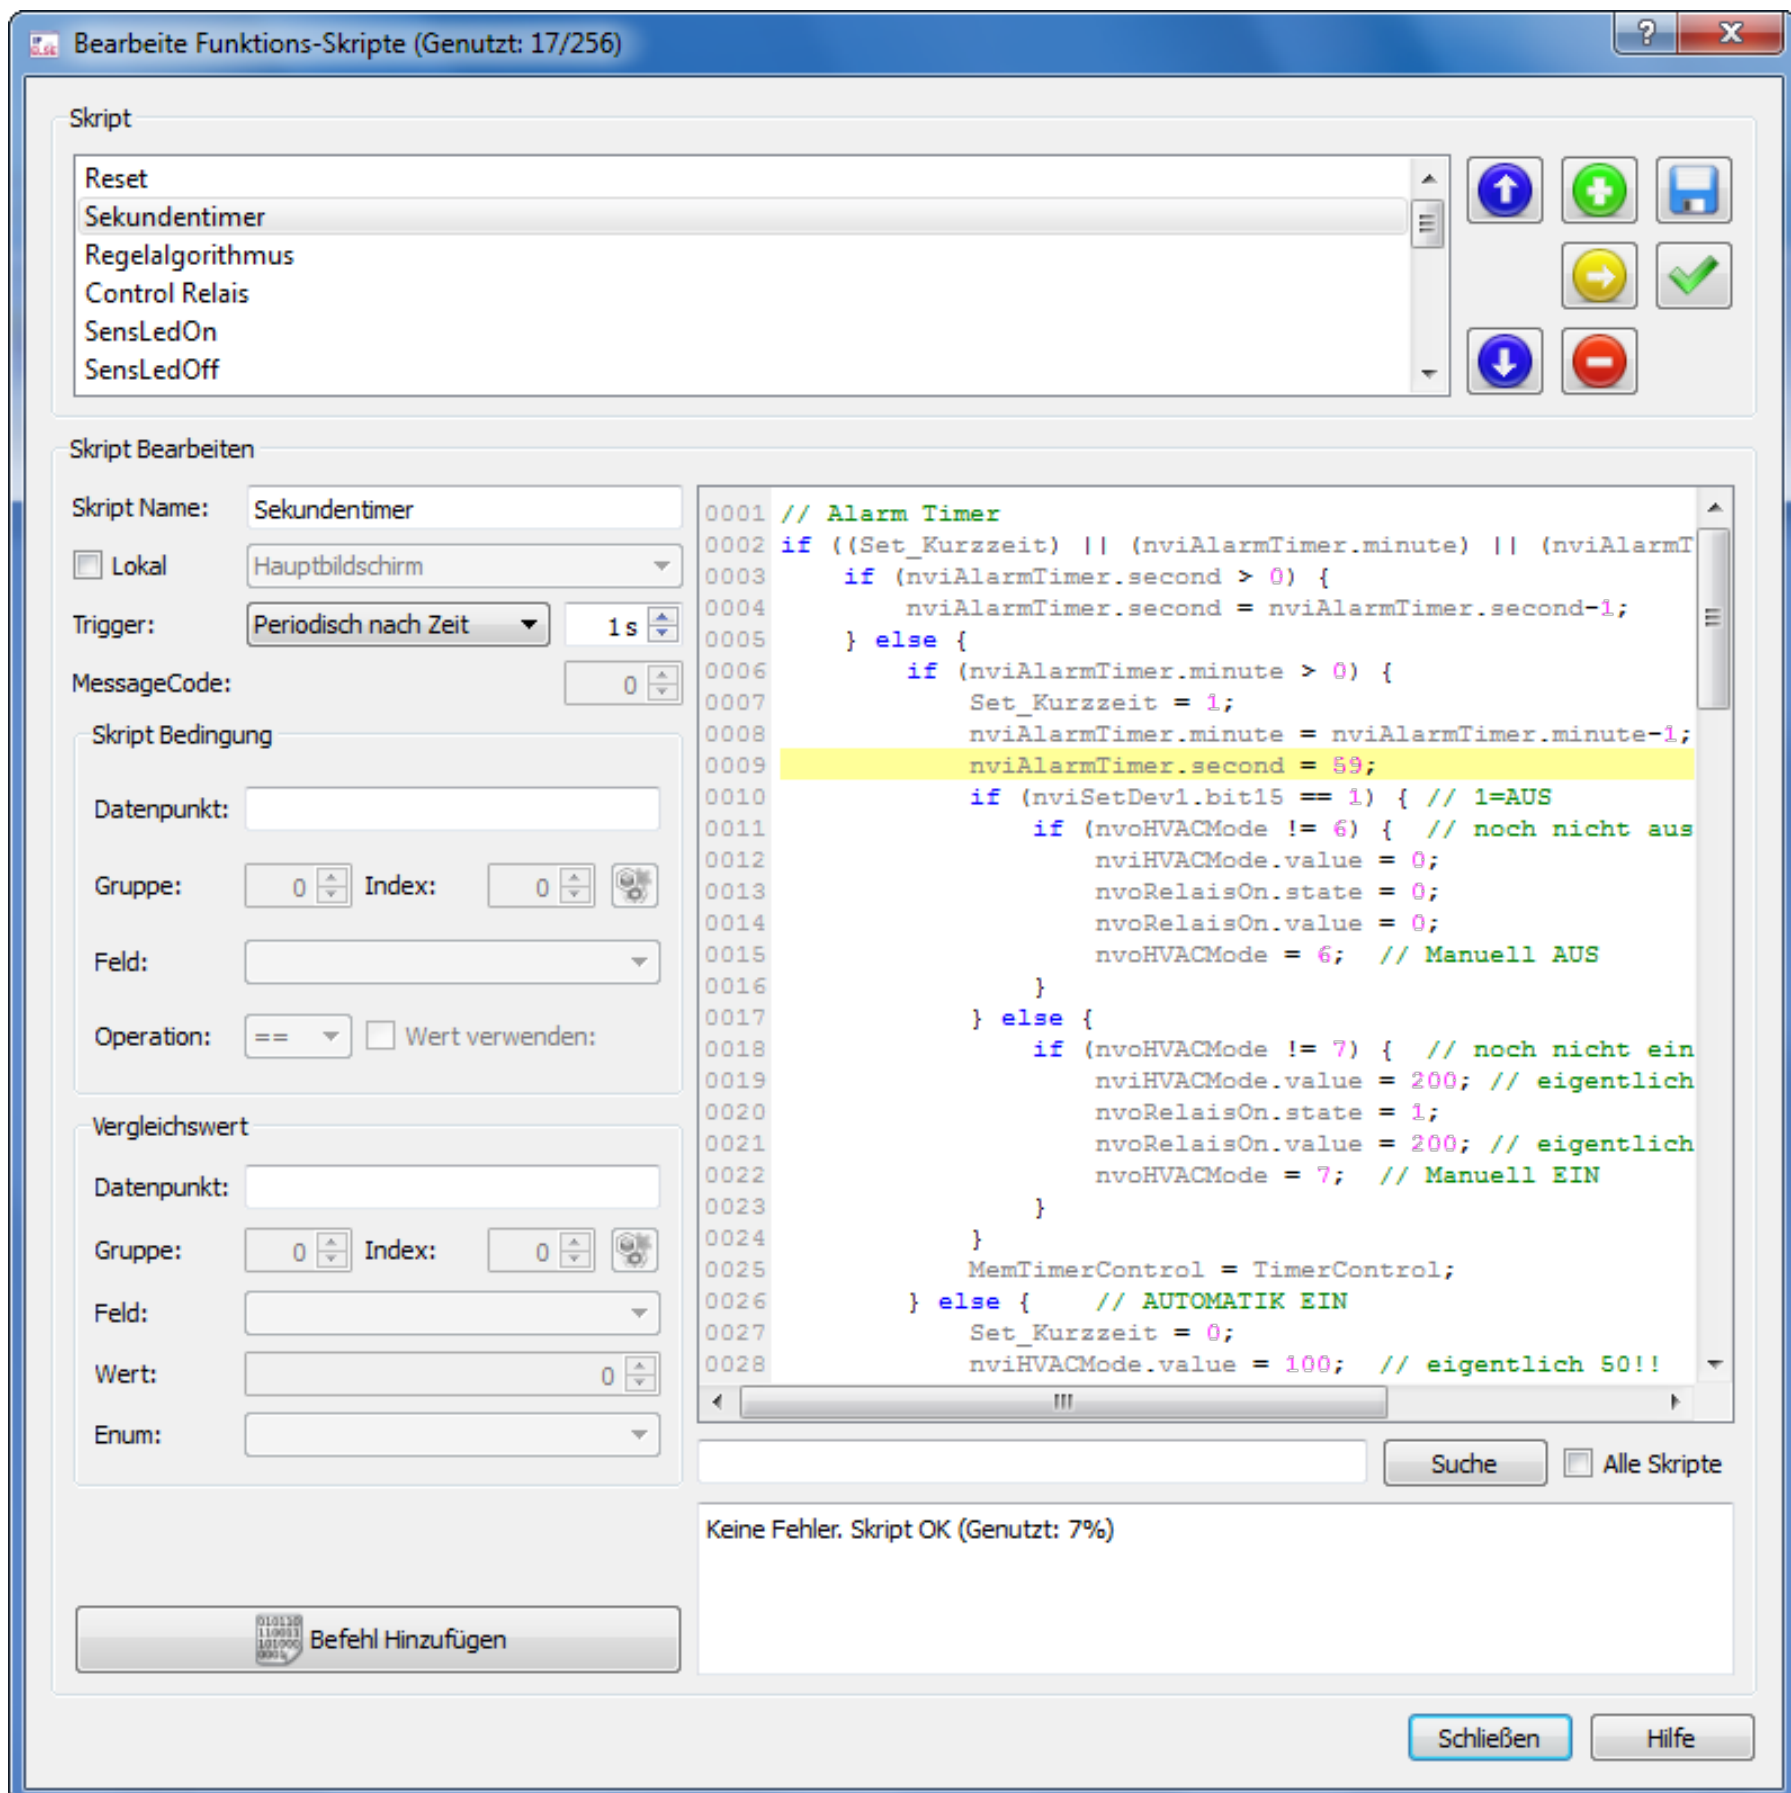 Bearbeite Funktions-Skripte (Genutzt: 17/256)
Skript
Reset
Sekundentimer
Regelalgorithmus
Control Relais
SensLedOn
SensLedOff
Skript Bearbeiten
Skript Name: Sekundentimer
Lokal Hauptbildschirm
Trigger: Periodisch nach Zeit 1 s
MessageCode: 0
Skript Bedingung
Datenpunkt:
Gruppe: 0 Index: 0
Feld:
Operation: == Wert verwenden:
Vergleichswert
Datenpunkt:
Gruppe: 0 Index: 0
Feld:
Wert: 0
Enum:
Befehl Hinzufügen
0001 // Alarm Timer
0002 if ((Set_Kurzzeit) || (nviAlarmTimer.minute) || (nviAlarmT
0003 if (nviAlarmTimer.second > 0) {
0004 nviAlarmTimer.second = nviAlarmTimer.second-1;
0005 } else {
0006 if (nviAlarmTimer.minute > 0) {
0007 Set_Kurzzeit = 1;
0008 nviAlarmTimer.minute = nviAlarmTimer.minute-1;
0009 nviAlarmTimer.second = 59;
0010 if (nviSetDev1.bit15 == 1) { // 1=AUS
0011 if (nvoHVACMode != 6) { // noch nicht aus
0012 nviHVACMode.value = 0;
0013 nvoRelaisOn.state = 0;
0014 nvoRelaisOn.value = 0;
0015 nvoHVACMode = 6; // Manuell AUS
0016 }
0017 } else {
0018 if (nvoHVACMode != 7) { // noch nicht ein
0019 nviHVACMode.value = 200; // eigentlich
0020 nvoRelaisOn.state = 1;
0021 nvoRelaisOn.value = 200; // eigentlich
0022 nvoHVACMode = 7; // Manuell EIN
0023 }
0024 }
0025 MemTimerControl = TimerControl;
0026 } else { // AUTOMATIK EIN
0027 Set_Kurzzeit = 0;
0028 nviHVACMode.value = 100; // eigentlich 50!!
Suche Alle Skripte
Keine Fehler. Skript OK (Genutzt: 7%)
Schließen Hilfe